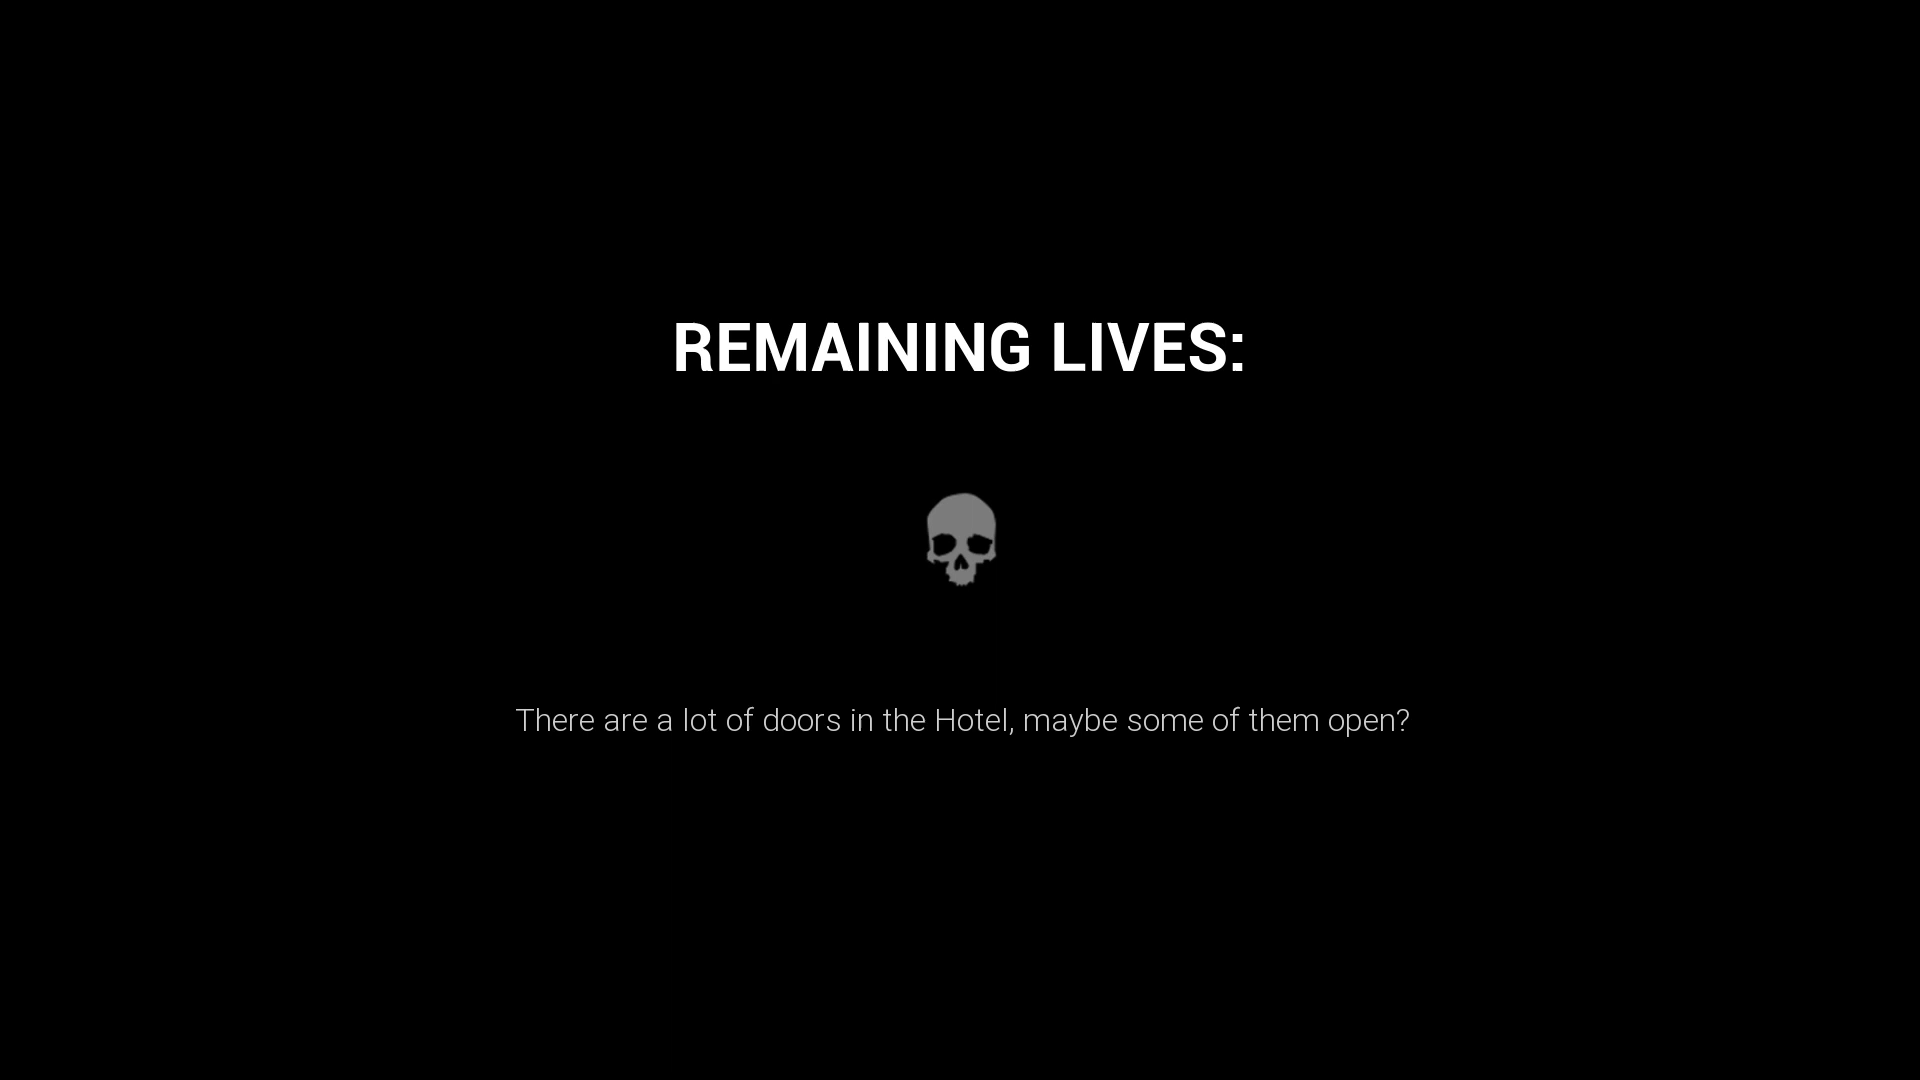 REMAINING LIVES:
There are a lot of doors in the Hotel, maybe some of them open?